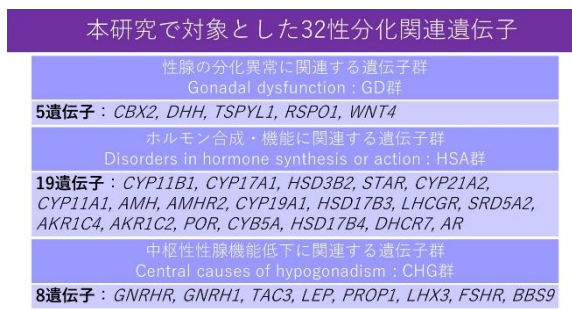 本研究で対象とした32性分化関連遺伝子
性腺の分化異常に関連する遺伝子群
Gonadal dysfunction : GD群
5遺伝子：CBX2, DHH, TSPYL1, RSPO1, WNT4
ホルモン合成・機能に関連する遺伝子群
Disorders in hormone synthesis or action : HSA群
19遺伝子：CYP11B1, CYP17A1, HSD3B2, STAR, CYP21A2,
CYP11A1, AMH, AMHR2, CYP19A1, HSD17B3, LHCGR, SRD5A2,
AKR1C4, AKR1C2, POR, CYB5A, HSD17B4, DHCR7, AR
中枢性性腺機能低下に関連する遺伝子群
Central causes of hypogonadism : CHG群
8遺伝子：GNRHR, GNRH1, TAC3, LEP, PROP1, LHX3, FSHR, BBS9